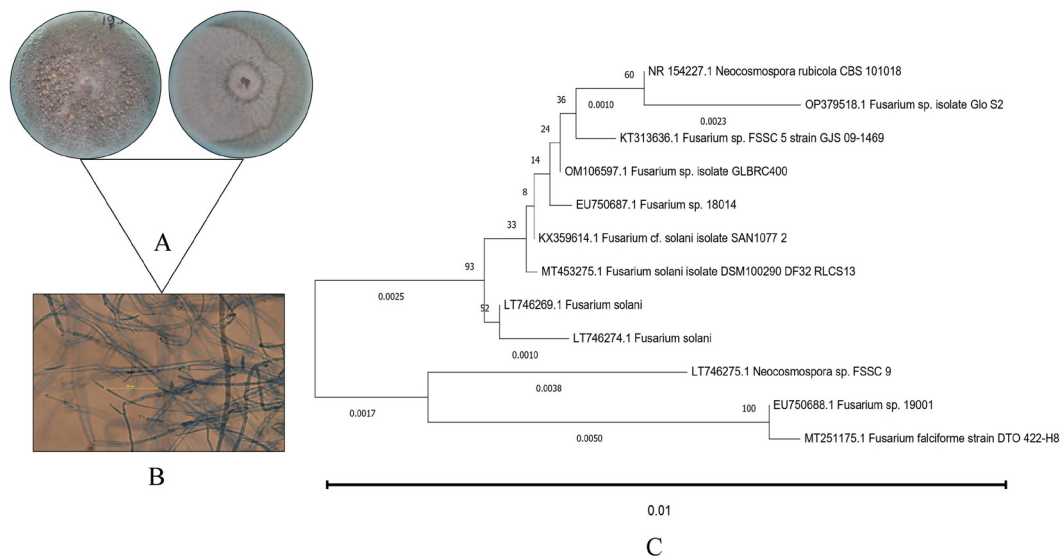 195
A
B
60
NR 154227.1 Neocosmospora rubicola CBS 101018
36
0.0010
OP379518.1 Fusarium sp. isolate Glo S2
0.0023
24
KT313636.1 Fusarium sp. FSSC 5 strain GJS 09-1469
14
OM106597.1 Fusarium sp. isolate GLBRC400
8
EU750687.1 Fusarium sp. 18014
33
KX359614.1 Fusarium cf. solani isolate SAN1077 2
93
MT453275.1 Fusarium solani isolate DSM100290 DF32 RLCS13
0.0025
52
LT746269.1 Fusarium solani
LT746274.1 Fusarium solani
0.0010
LT746275.1 Neocosmospora sp. FSSC 9
0.0038
0.0017
100
EU750688.1 Fusarium sp. 19001
0.0050
MT251175.1 Fusarium falciforme strain DTO 422-H8
0.01
C